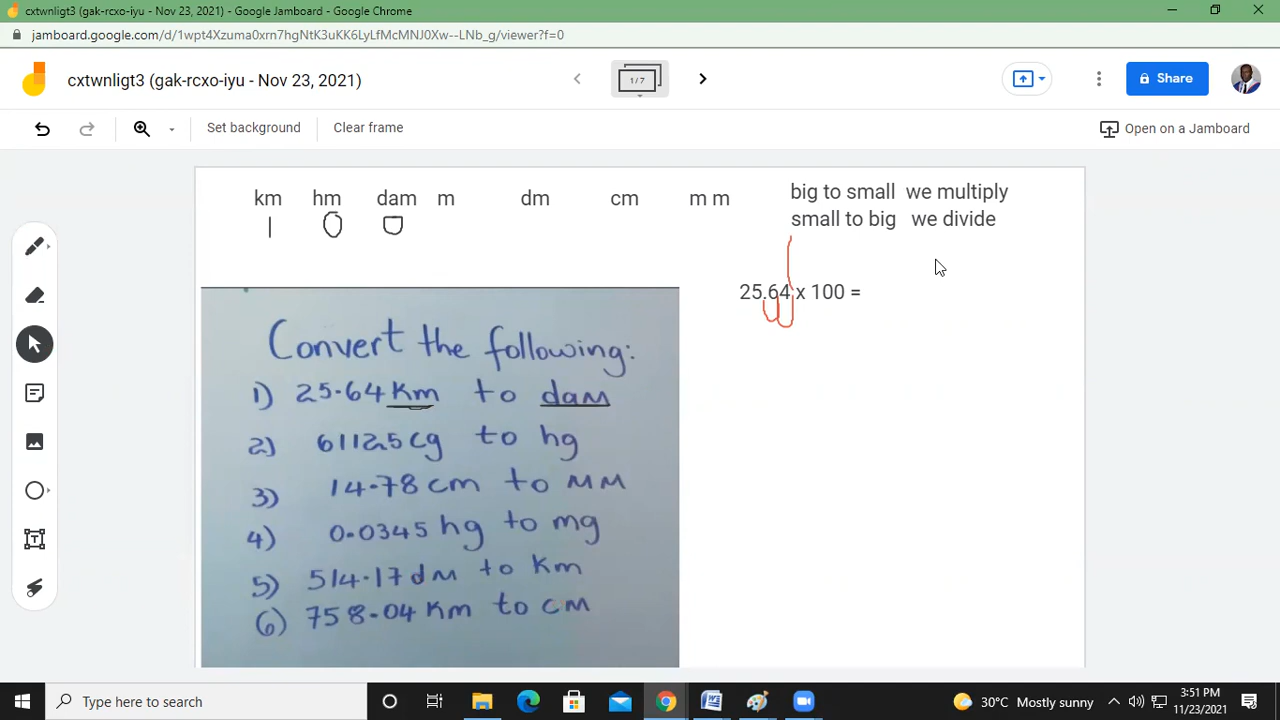 cxtwnligt3 (gak-rcxo-iyu - Nov 23, 2021) - Google Jamboard - Google Chrome
jamboard.google.com/d/1wpt4Xzuma0xrn7hgNtK3uKK6LyLfMcMNJ0Xw--LNb_g/viewer?f=0
cxtwnligt3 (gak-rcxo-iyu - Nov 23, 2021)
1/7
Share
Set background
Clear frame
Open on a Jamboard
km hm dam m dm cm m m
1 0 0
big to small we multiply
small to big we divide
25.64 x 100 =
Convert the following:
1) 25.64 km to dam
2) 61125 cg to hg
3) 14.78 cm to mm
4) 0.0345 hg to mg
5) 514.17 dm to km
6) 758.04 km to cm
Type here to search
30°C Mostly sunny
3:51 PM
11/23/2021